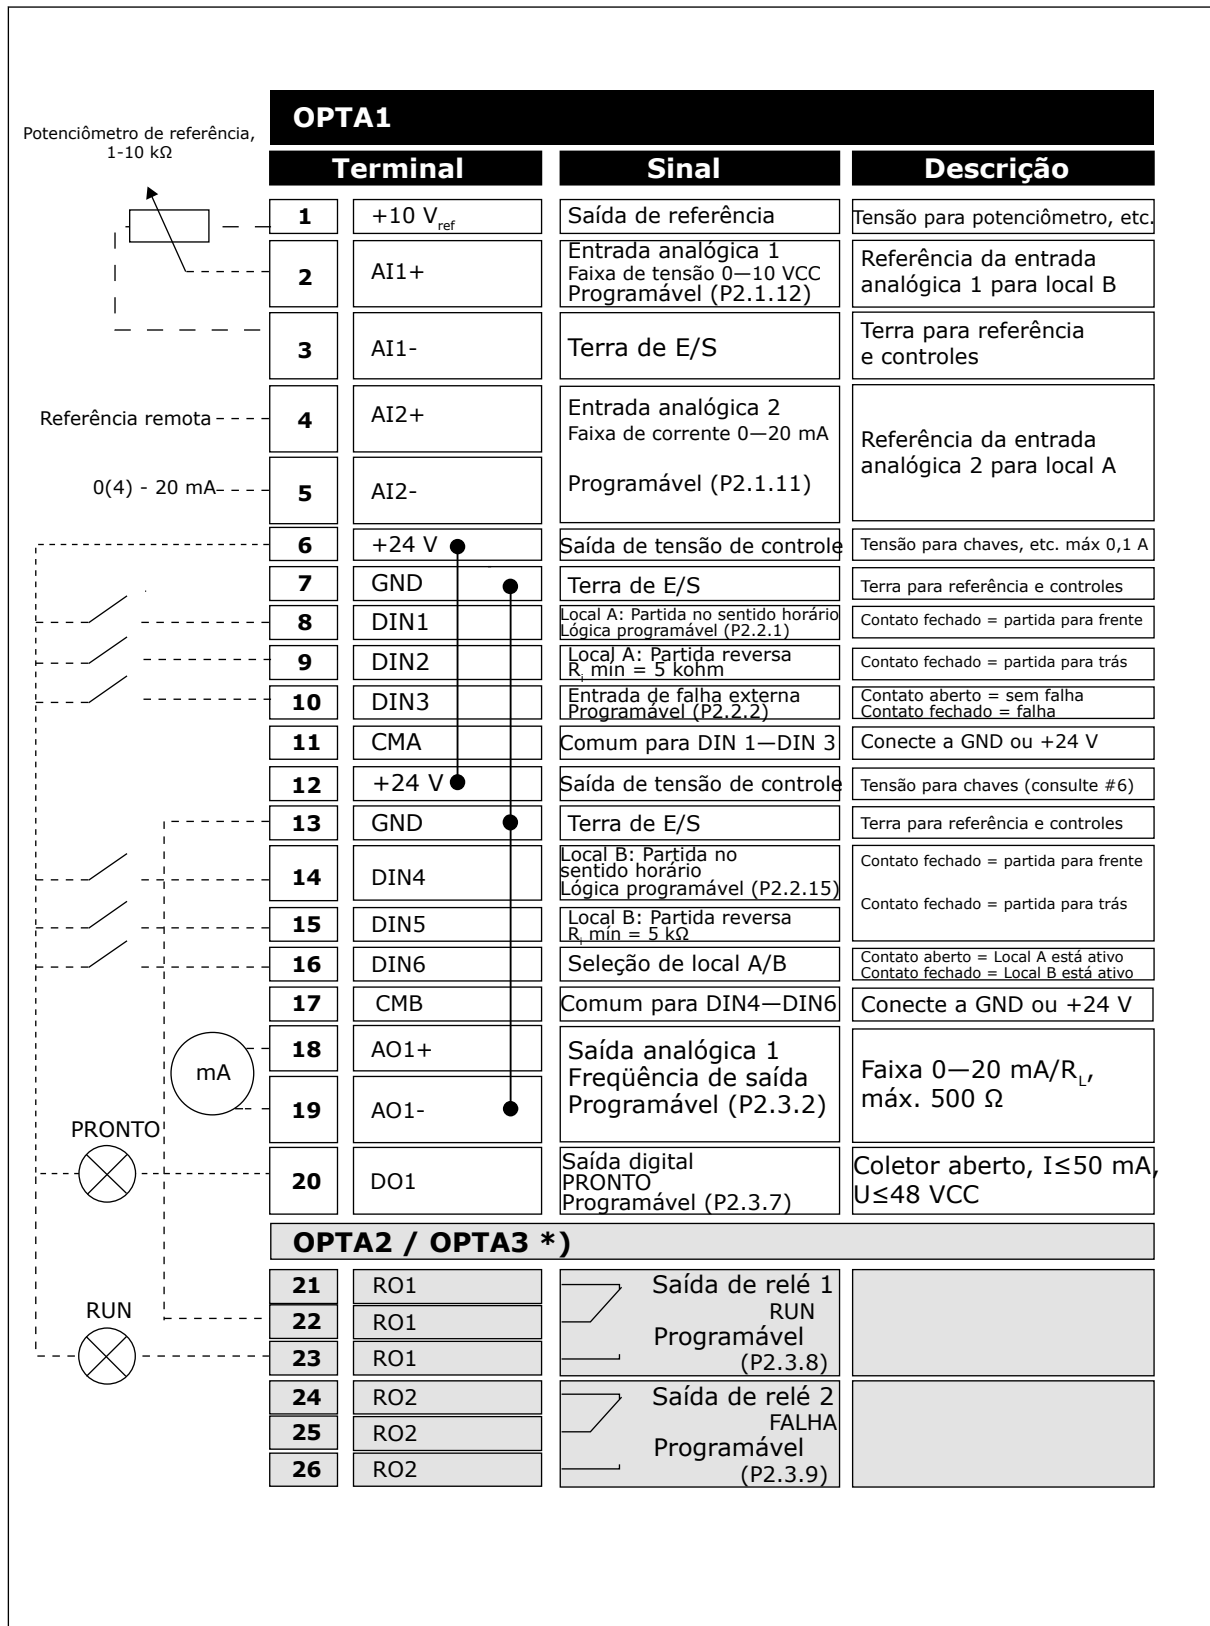 OPTA1
Potenciômetro de referência,
1-10 kΩ
Terminal Sinal Descrição
1 +10 Vref Saída de referência Tensão para potenciômetro, etc.
2 AI1+ Entrada analógica 1
Faixa de tensão 0—10 VCC
Programável (P2.1.12)
Referência da entrada
analógica 1 para local B
3 AI1- Terra de E/S Terra para referência
e controles
Referência remota 4 AI2+ Entrada analógica 2
Faixa de corrente 0—20 mA
0(4) - 20 mA 5 AI2- Programável (P2.1.11)
Referência da entrada
analógica 2 para local A
6 +24 V Saída de tensão de controle Tensão para chaves, etc. máx 0,1 A
7 GND Terra de E/S Terra para referência e controles
8 DIN1 Local A: Partida no sentido horário
Lógica programável (P2.2.1)
Contato fechado = partida para frente
9 DIN2 Local A: Partida reversa
Ri mín = 5 kohm
Contato fechado = partida para trás
10 DIN3 Entrada de falha externa
Programável (P2.2.2)
Contato aberto = sem falha
Contato fechado = falha
11 CMA Comum para DIN 1—DIN 3 Conecte a GND ou +24 V
12 +24 V Saída de tensão de controle Tensão para chaves (consulte #6)
13 GND Terra de E/S Terra para referência e controles
14 DIN4 Local B: Partida no
sentido horário
Lógica programável (P2.2.15)
Contato fechado = partida para frente
Contato fechado = partida para trás
15 DIN5 Local B: Partida reversa
Ri mín = 5 kΩ
16 DIN6 Seleção de local A/B Contato aberto = Local A está ativo
Contato fechado = Local B está ativo
17 CMB Comum para DIN4—DIN6 Conecte a GND ou +24 V
mA
18 AO1+ Saída analógica 1
Freqüência de saída
19 AO1- Programável (P2.3.2)
Faixa 0—20 mA/RL,
máx. 500 Ω
PRONTO
20 DO1 Saída digital
PRONTO
Programável (P2.3.7)
Coletor aberto, I≤50 mA,
U≤48 VCC
OPTA2 / OPTA3 *)
21 RO1 Saída de relé 1
RUN
22 RO1 RUN
Programável
23 RO1 (P2.3.8)
24 RO2 Saída de relé 2
25 RO2 FALHA
Programável
26 RO2 (P2.3.9)